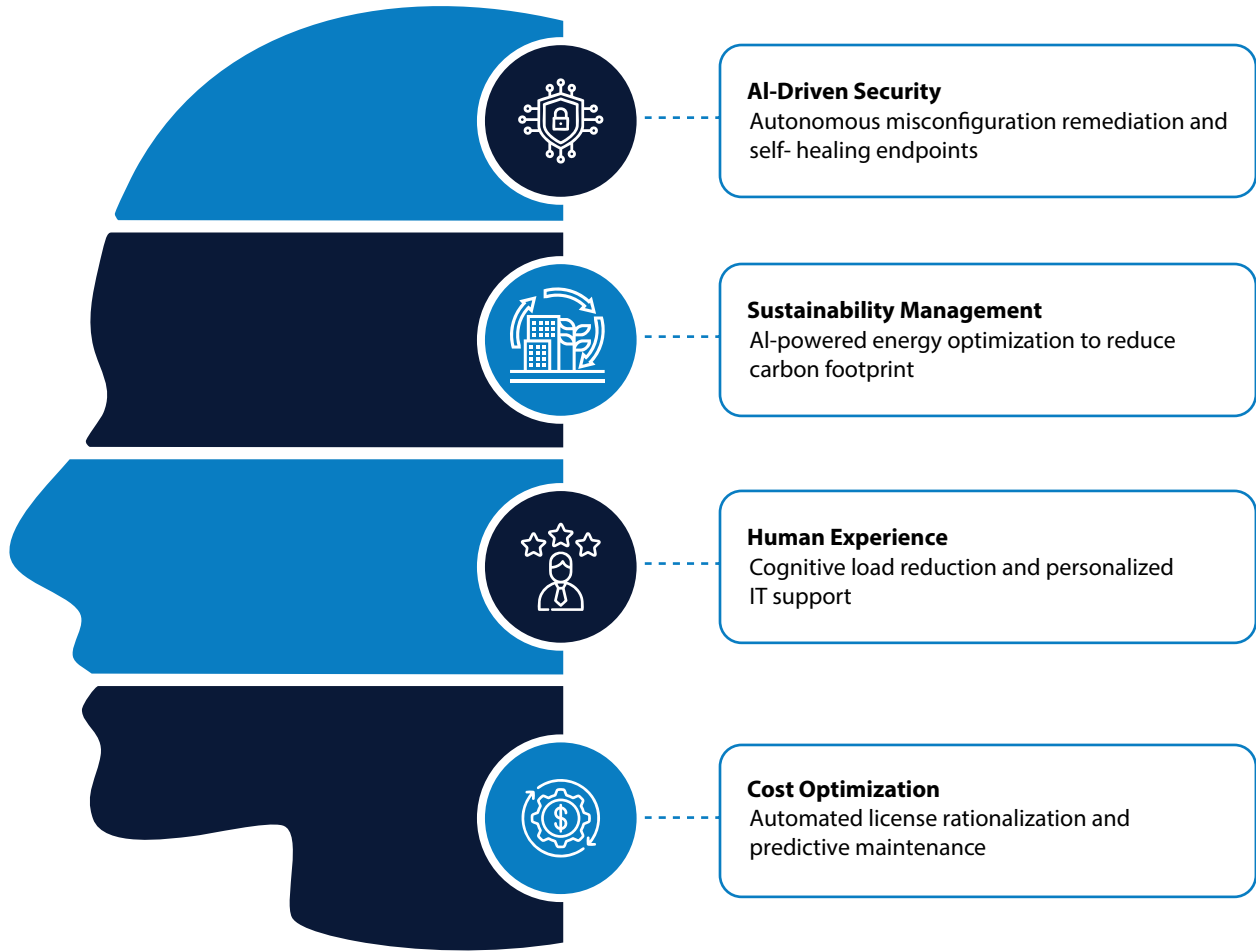 AI-Driven Security
Autonomous misconfiguration remediation and
self- healing endpoints
Sustainability Management
AI-powered energy optimization to reduce
carbon footprint
Human Experience
Cognitive load reduction and personalized
IT support
$
Cost Optimization
Automated license rationalization and
predictive maintenance